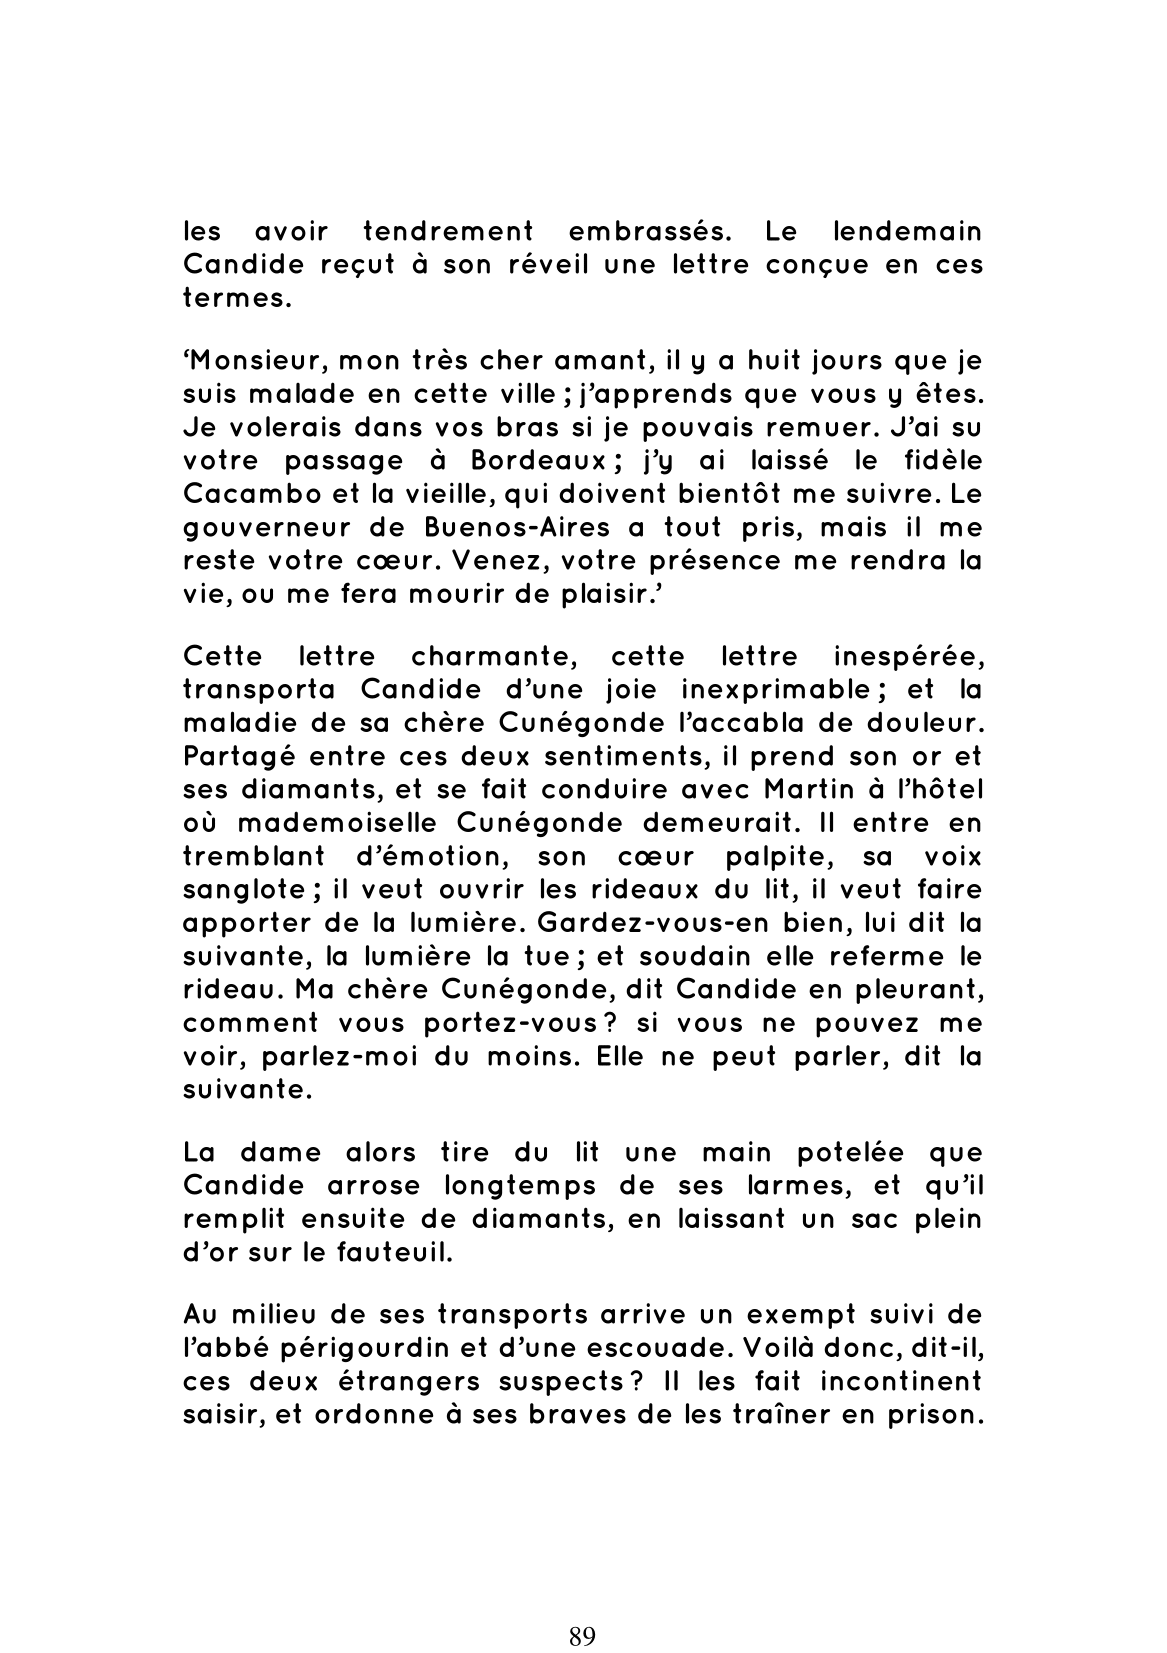 les avoir tendrement embrassés. Le lendemain
Candide reçut à son réveil une lettre conçue en ces
termes.
‘Monsieur, mon très cher amant, il y a huit jours que je
suis malade en cette ville ; j’apprends que vous y êtes.
Je volerais dans vos bras si je pouvais remuer. J’ai su
votre passage à Bordeaux ; j’y ai laissé le fidèle
Cacambo et la vieille, qui doivent bientôt me suivre. Le
gouverneur de Buenos-Aires a tout pris, mais il me
reste votre cœur. Venez, votre présence me rendra la
vie, ou me fera mourir de plaisir.’
Cette lettre charmante, cette lettre inespérée,
transporta Candide d’une joie inexprimable ; et la
maladie de sa chère Cunégonde l’accabla de douleur.
Partagé entre ces deux sentiments, il prend son or et
ses diamants, et se fait conduire avec Martin à l’hôtel
où mademoiselle Cunégonde demeurait. Il entre en
tremblant d’émotion, son cœur palpite, sa voix
sanglote ; il veut ouvrir les rideaux du lit, il veut faire
apporter de la lumière. Gardez-vous-en bien, lui dit la
suivante, la lumière la tue ; et soudain elle referme le
rideau. Ma chère Cunégonde, dit Candide en pleurant,
comment vous portez-vous ? si vous ne pouvez me
voir, parlez-moi du moins. Elle ne peut parler, dit la
suivante.
La dame alors tire du lit une main potelée que
Candide arrose longtemps de ses larmes, et qu’il
remplit ensuite de diamants, en laissant un sac plein
d’or sur le fauteuil.
Au milieu de ses transports arrive un exempt suivi de
l’abbé périgourdin et d’une escouade. Voilà donc, dit-il,
ces deux étrangers suspects ? Il les fait incontinent
saisir, et ordonne à ses braves de les traîner en prison.
89